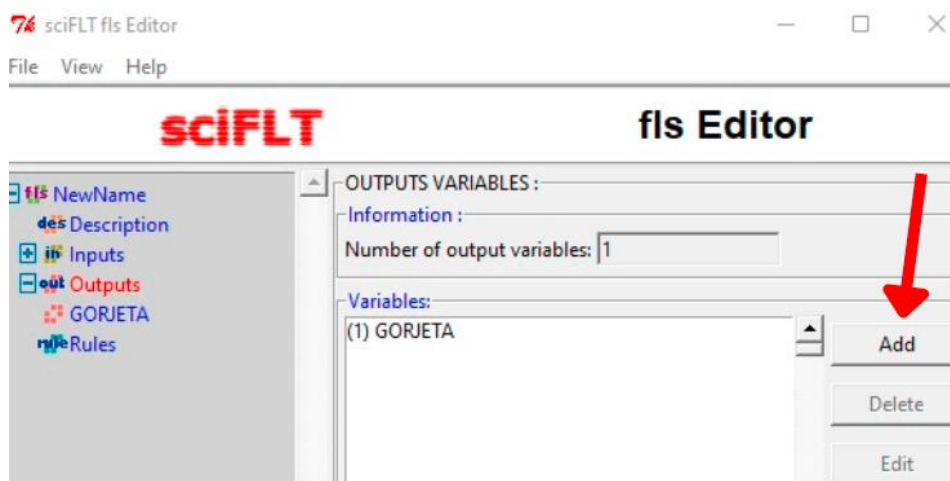 sciFLT fls Editor
File View Help
sciFLT fls Editor
fls NewName
des Description
in Inputs
out Outputs
GORJETA
rule Rules
OUTPUTS VARIABLES :
Information :
Number of output variables: 1
Variables:
(1) GORJETA
Add
Delete
Edit